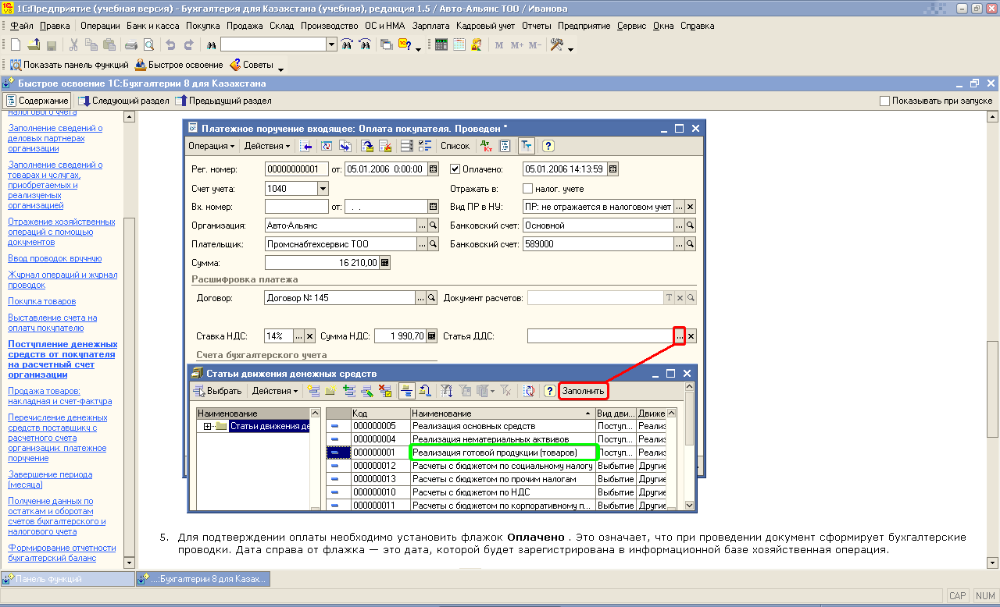 1С:Предприятие (учебная версия) - Бухгалтерия для Казахстана (учебная), редакция 1.5 / Авто-Альянс ТОО / Иванова
Файл Правка Операции Банк и касса Покупка Продажа Склад Производство ОС и НМА Зарплата Кадровый учет Отчеты Предприятие Сервис Окна Справка
M M+ M-
Показать панель функций Быстрое освоение Советы
Быстрое освоение 1С:Бухгалтерии 8 для Казахстана
Содержание Следующий раздел Предыдущий раздел Показывать при запуске
налогового учета
Заполнение сведений о
деловых партнерах
организации
Заполнение сведений о
товарах и услугах,
приобретаемых и
реализуемых
организацией
Отражение хозяйственных
операций с помощью
документов
Ввод проводок вручную
Журнал операций и журнал
проводок
Покупка товаров
Выставление счета на
оплату покупателю
Поступление денежных
средств от покупателя
на расчетный счет
организации
Продажа товаров:
накладная и счет-фактура
Перечисление денежных
средств поставщику с
расчетного счета
организации: платежное
поручение
Завершение периода
(месяца)
Получение данных по
остаткам и оборотам
счетов бухгалтерского и
налогового учета
Формирование отчетности
бухгалтерский баланс
Платежное поручение входящее: Оплата покупателя. Проведен *
Операция Действия Список Дт Кт ?
Рег. номер: 00000000001 от: 05.01.2006 0:00:00 Оплачено: 05.01.2006 14:13:59
Счет учета: 1040 Отражать в: налог. учете
Вх. номер: от: . . Вид ПР в НУ: ПР: не отражается в налоговом учет ... ×
Организация: Авто-Альянс ... Банковский счет: Основной ...
Плательщик: Промснабтехсервис ТОО ... Банковский счет: 589000 ...
Сумма: 16 210,00
Расшифровка платежа
Договор: Договор № 145 ... Документ расчетов: T ×
Ставка НДС: 14% ... × Сумма НДС: 1 990,70 Статья ДДС: ... ×
Счета бухгалтерского учета
Статьи движения денежных средств
Выбрать Действия ? Заполнить
Наименование
Статьи движения де
Код Наименование Вид дви... Движе
000000005 Реализация основных средств Поступ... Реализ
000000004 Реализация нематериальных актвивов Поступ... Реализ
000000001 Реализация готовой продукции (товаров) Поступ... Реализ
000000012 Расчеты с бюджетом по социальному налогу Выбытие Другие
000000013 Расчеты с бюджетом по прочим налогам Выбытие Другие
000000010 Расчеты с бюджетом по НДС Выбытие Другие
000000011 Расчеты с бюджетом по корпоративному п... Выбытие Другие
5. Для подтверждении оплаты необходимо установить флажок Оплачено . Это означает, что при проведении документ сформирует бухгалтерские
проводки. Дата справа от флажка — это дата, которой будет зарегистрирована в информационной базе хозяйственная операция.
Панель функций ...:Бухгалтерии 8 для Казах...
CAP NUM